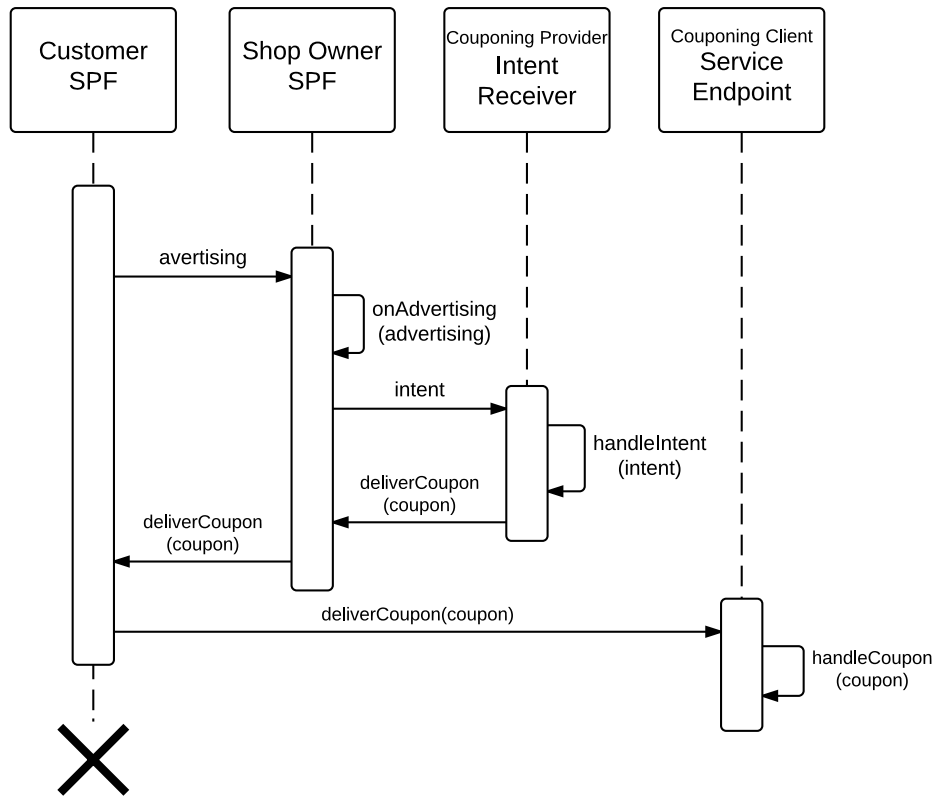 Customer
SPF
Shop Owner
SPF
Couponing Provider
Intent
Receiver
Couponing Client
Service
Endpoint
avertising
onAdvertising
(advertising)
intent
handleIntent
(intent)
deliverCoupon
(coupon)
deliverCoupon
(coupon)
deliverCoupon(coupon)
handleCoupon
(coupon)